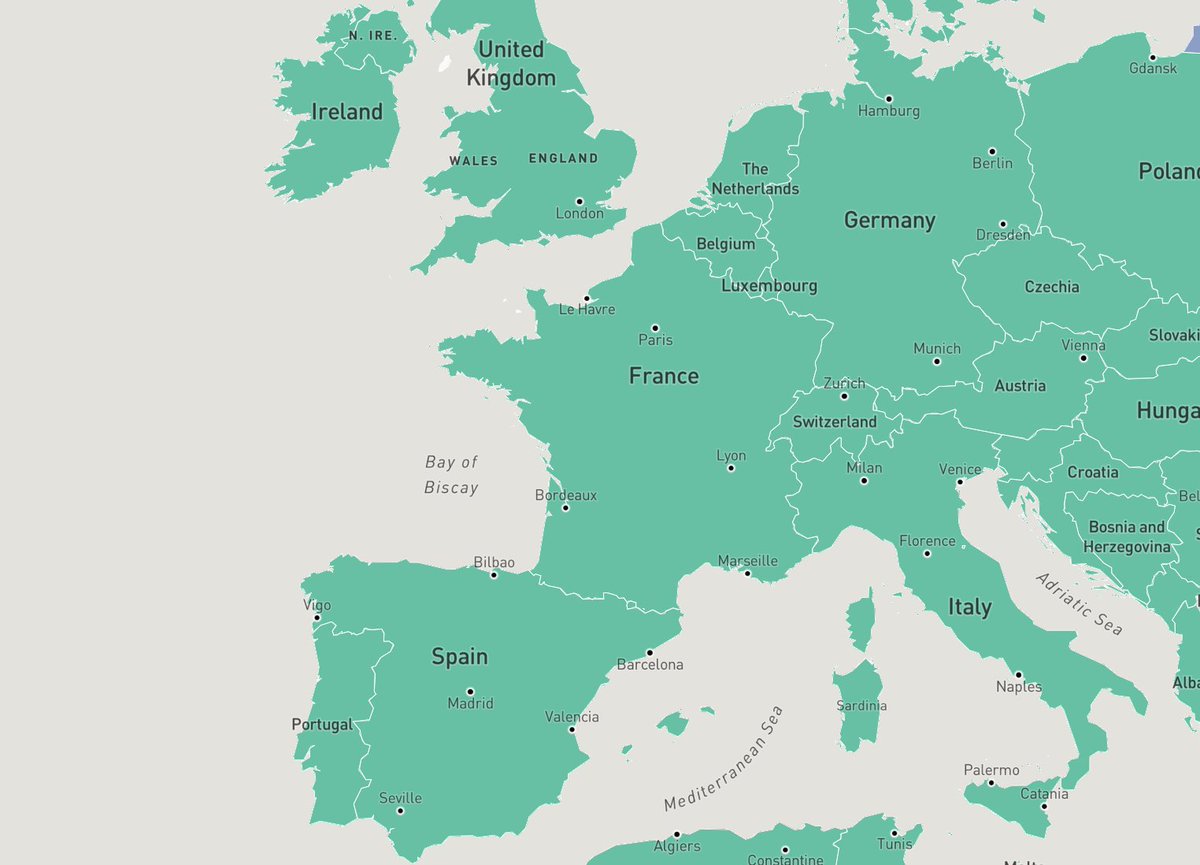 N. IRE.
United
Kingdom
Gdansk
Ireland
Hamburg
WALES
ENGLAND
Berlin
The
Netherlands
Poland
London
Germany
Dresden
Belgium
Luxembourg
Czechia
Le Havre
Paris
Munich
Vienna
Slovaki
France
Zurich
Austria
Switzerland
Hunga
Lyon
Milan
Venice
Croatia
Bay of
Biscay
Bordeaux
Bel
Bosnia and
Herzegovina
Florence
Marseille
Bilbao
Adriatic Sea
Vigo
Italy
Spain
Barcelona
Madrid
Naples
Sardinia
Alba
Portugal
Valencia
Mediterranean Sea
Palermo
Catania
Seville
Algiers
Tunis
Constantine